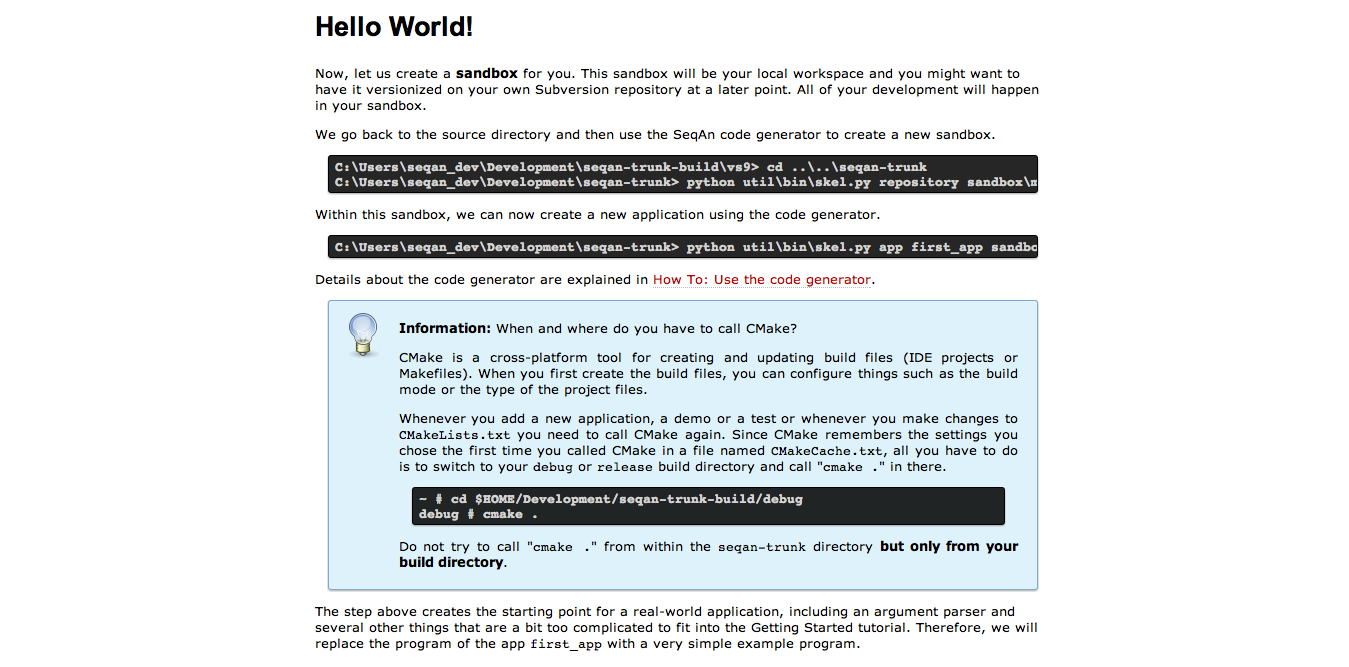 Hello World!
Now, let us create a sandbox for you. This sandbox will be your local workspace and you might want to
have it versionized on your own Subversion repository at a later point. All of your development will happen
in your sandbox.
We go back to the source directory and then use the SeqAn code generator to create a new sandbox.
C:\Users\seqan_dev\Development\seqan-trunk-build\vs9> cd ..\..\seqan-trunk
C:\Users\seqan_dev\Development\seqan-trunk> python util\bin\skel.py repository sandbox\
Within this sandbox, we can now create a new application using the code generator.
C:\Users\seqan_dev\Development\seqan-trunk> python util\bin\skel.py app first_app sandbo
Details about the code generator are explained in How To: Use the code generator.
Information: When and where do you have to call CMake?
CMake is a cross-platform tool for creating and updating build files (IDE projects or
Makefiles). When you first create the build files, you can configure things such as the build
mode or the type of the project files.
Whenever you add a new application, a demo or a test or whenever you make changes to
CMakeLists.txt you need to call CMake again. Since CMake remembers the settings you
chose the first time you called CMake in a file named CMakeCache.txt, all you have to do
is to switch to your debug or release build directory and call "cmake ." in there.
~ # cd $HOME/Development/seqan-trunk-build/debug
debug # cmake .
Do not try to call "cmake ." from within the seqan-trunk directory but only from your
build directory.
The step above creates the starting point for a real-world application, including an argument parser and
several other things that are a bit too complicated to fit into the Getting Started tutorial. Therefore, we will
replace the program of the app first_app with a very simple example program.